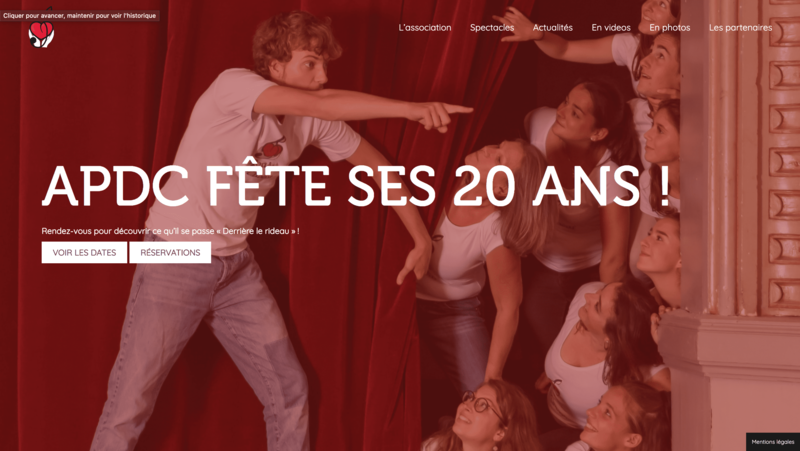 Cliquer pour avancer, maintenir pour voir l'historique
L'association Spectacles Actualités En videos En photos Les partenaires
APDC FÊTE SES 20 ANS !
Rendez-vous pour découvrir ce qu'il se passe « Derrière le rideau » !
VOIR LES DATES RÉSERVATIONS
Mentions légales